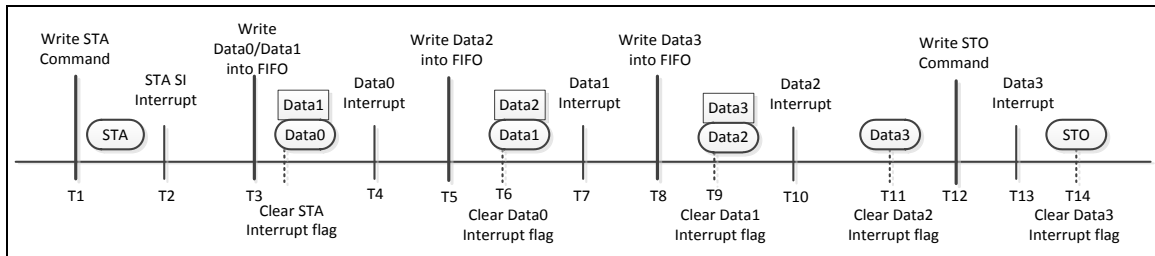 Write STA
Command
STA SI
Interrupt
Write
Data0/Data1
into FIFO
Data0
Interrupt
Write Data2
into FIFO
Data1
Interrupt
Write Data3
into FIFO
Data2
Interrupt
Write STO
Command
Data3
Interrupt
STA
Data1
Data0
Data2
Data1
Data3
Data2
Data3
STO
T1
T2
T3
T4
T5
T6
T7
T8
T9
T10
T11
T12
T13
T14
Clear STA
Interrupt flag
Clear Data0
Interrupt flag
Clear Data1
Interrupt flag
Clear Data2
Interrupt flag
Clear Data3
Interrupt flag